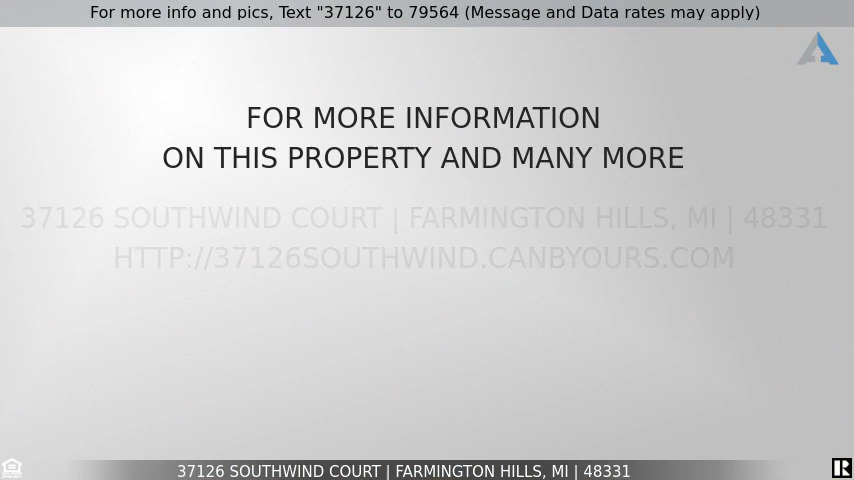 For more info and pics, Text "37126" to 79564 (Message and Data rates may apply)
FOR MORE INFORMATION
ON THIS PROPERTY AND MANY MORE
37126 SOUTHWIND COURT | FARMINGTON HILLS, MI | 48331
HTTP://37126SOUTHWIND.CANBYOURS.COM
37126 SOUTHWIND COURT | FARMINGTON HILLS, MI | 48331